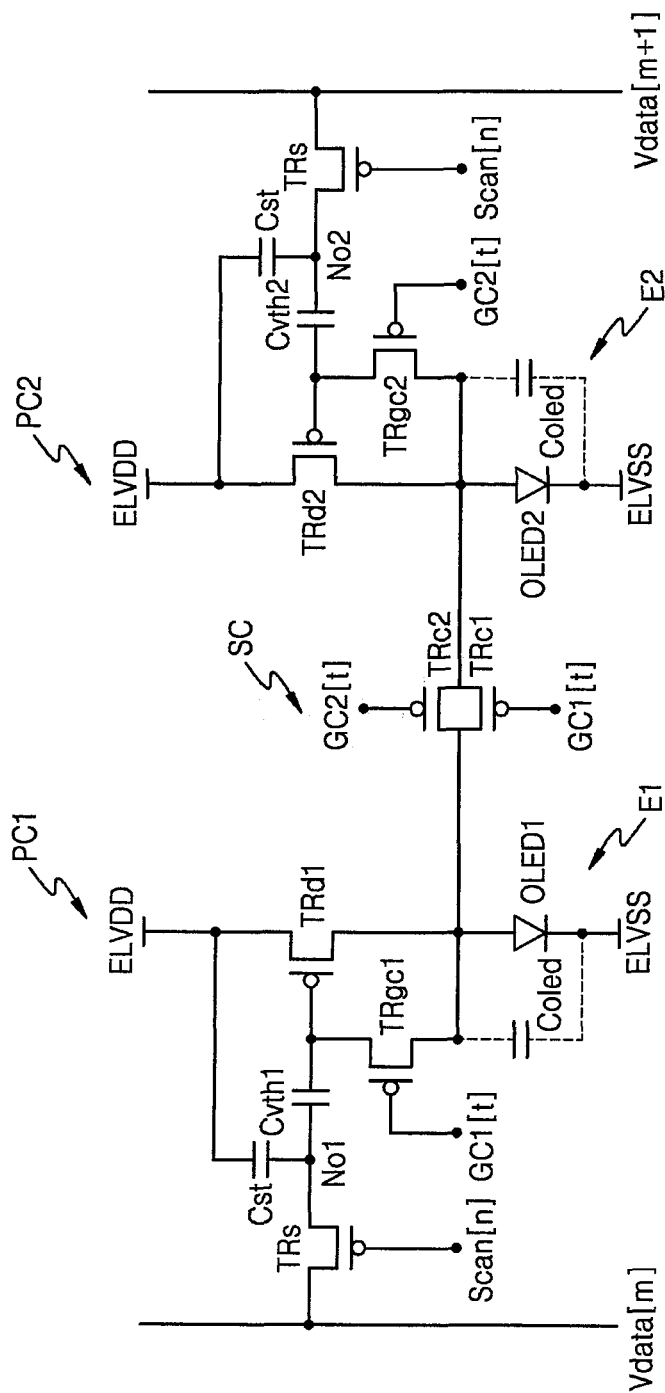 PC1
ELVDD
Cst
Cvth1
TRd1
TRs
No1
TRgc1
Scan[n]
GC1[t]
Coled
OLED1
ELVSS
E1
Vdata[m]
SC
GC2[t]
TRc2
TRc1
GC1[t]
PC2
ELVDD
Cst
Cvth2
TRd2
TRs
No2
TRgc2
GC2[t]
Scan[n]
OLED2
Coled
ELVSS
E2
Vdata[m+1]